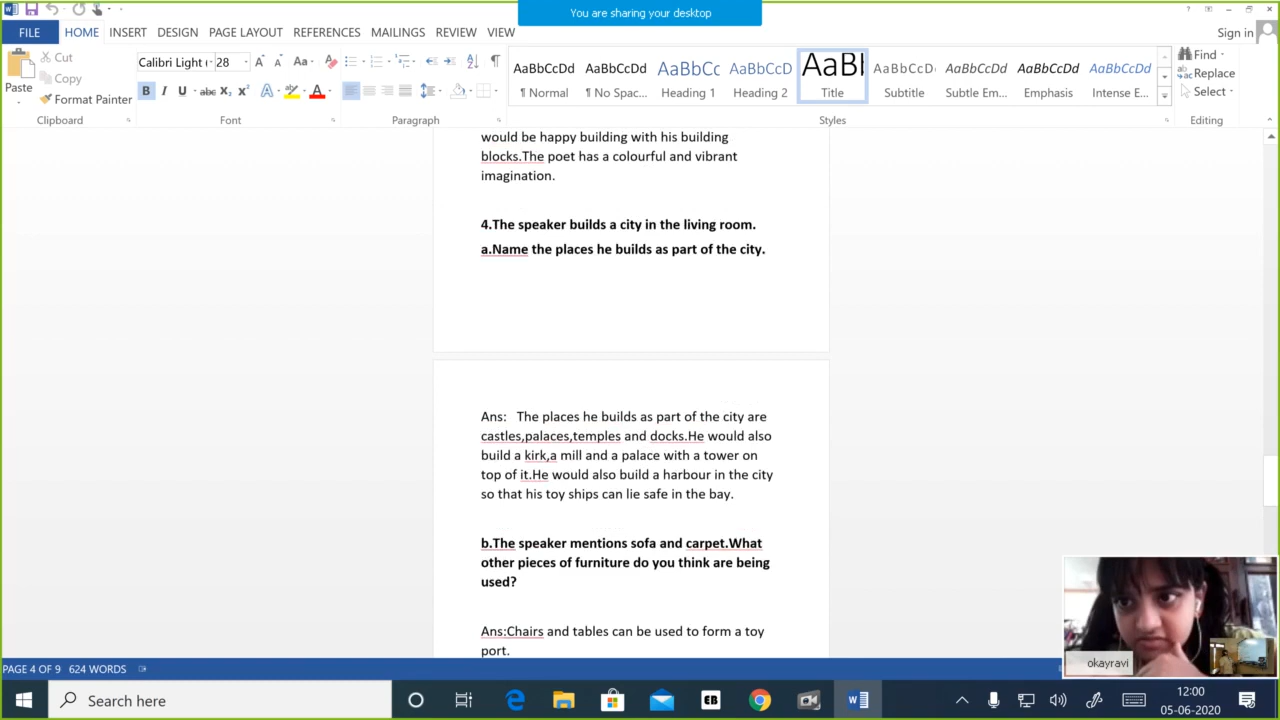 You are sharing your desktop
Sign in
FILE HOME INSERT DESIGN PAGE LAYOUT REFERENCES MAILINGS REVIEW VIEW
Cut
Copy
Format Painter
Paste
Calibri Light 28
Aa
B I U abc X₂ X² A A
AaBbCcDd AaBbCcDd AaBbCc AaBbCcD AaBl AaBbCcD AaBbCcDd AaBbCcDd AaBbCcDd
¶ Normal ¶ No Spac... Heading 1 Heading 2 Title Subtitle Subtle Em... Emphasis Intense E...
Find
Replace
Select
Clipboard Font Paragraph Styles Editing
would be happy building with his building
blocks.The poet has a colourful and vibrant
imagination.
4.The speaker builds a city in the living room.
a.Name the places he builds as part of the city.
Ans: The places he builds as part of the city are
castles,palaces,temples and docks.He would also
build a kirk,a mill and a palace with a tower on
top of it.He would also build a harbour in the city
so that his toy ships can lie safe in the bay.
b.The speaker mentions sofa and carpet.What
other pieces of furniture do you think are being
used?
Ans:Chairs and tables can be used to form a toy
port.
okayravi
PAGE 4 OF 9 624 WORDS
Search here
EB
12:00
05-06-2020